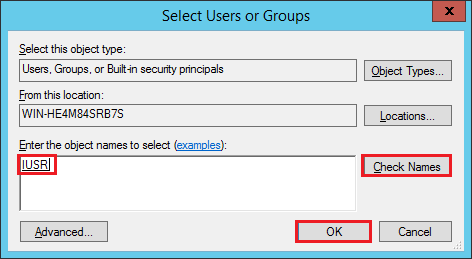 Select Users or Groups
x
Select this object type:
Users, Groups, or Built-in security principals
Object Types...
From this location:
WIN-HE4M84SRB7S
Locations...
Enter the object names to select (examples):
IUSR
Check Names
Advanced...
OK
Cancel